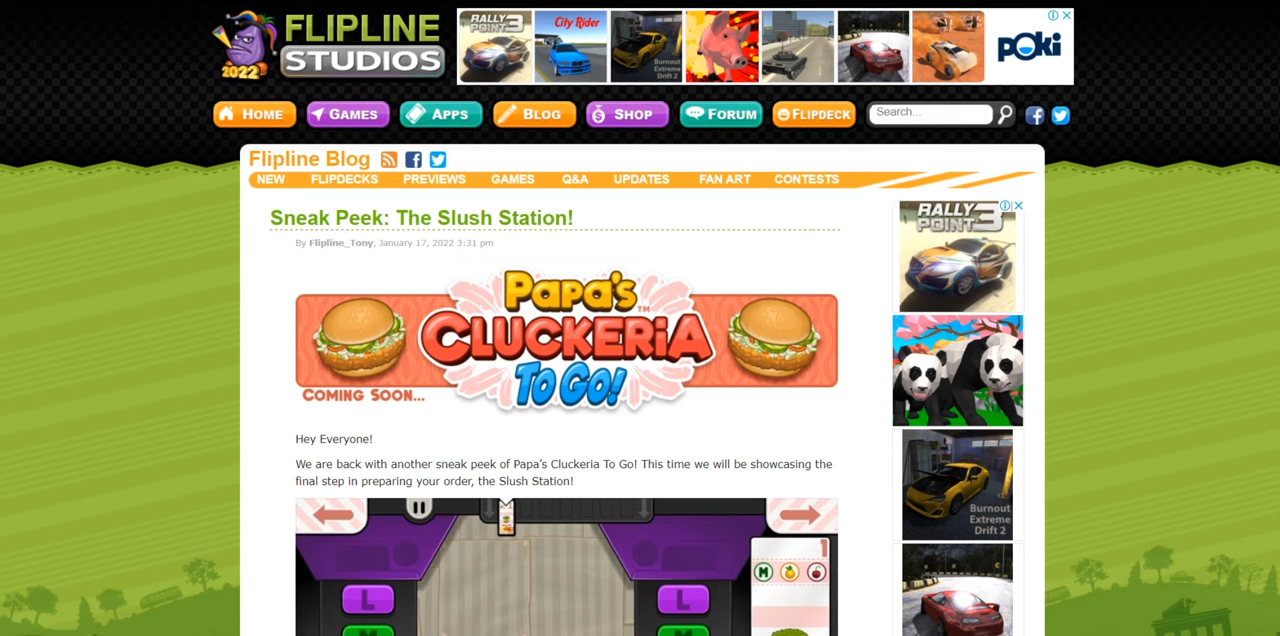 FLIPLINE
STUDIOS
2022
RALLY
POINT 3
City Rider
Burnout
Extreme
Drift 2
POKi
HOME
GAMES
APPS
BLOG
SHOP
FORUM
FLIPDECK
Search...
Flipline Blog
NEW FLIPDECKS PREVIEWS GAMES Q&A UPDATES FAN ART CONTESTS
Sneak Peek: The Slush Station!
By Flipline_Tony, January 17, 2022 3:31 pm
PAPA'S
CLUCKERIA TM
TO GO!
COMING SOON...
Hey Everyone!
We are back with another sneak peek of Papa’s Cluckeria To Go! This time we will be showcasing the
final step in preparing your order, the Slush Station!
1
M
L
L
M
M
RALLY
POINT 3
Burnout
Extreme
Drift 2